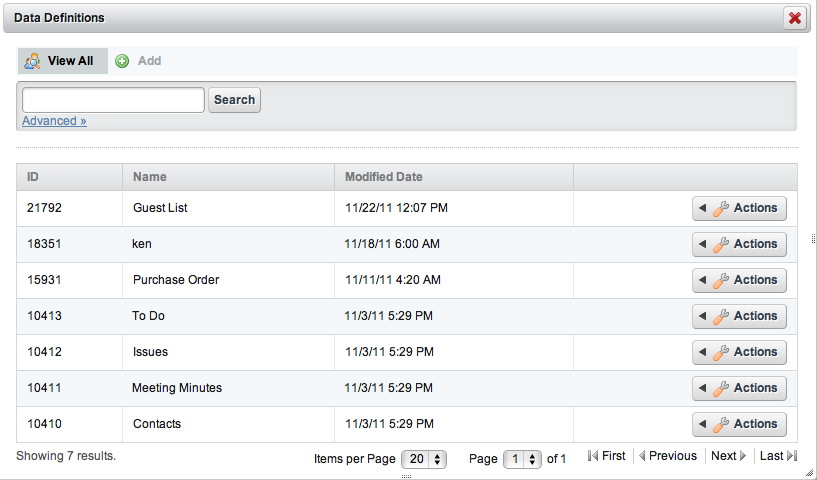 Data Definitions
View All Add
Search
Advanced »
ID Name Modified Date
21792 Guest List 11/22/11 12:07 PM Actions
18351 ken 11/18/11 6:00 AM Actions
15931 Purchase Order 11/11/11 4:20 AM Actions
10413 To Do 11/3/11 5:29 PM Actions
10412 Issues 11/3/11 5:29 PM Actions
10411 Meeting Minutes 11/3/11 5:29 PM Actions
10410 Contacts 11/3/11 5:29 PM Actions
Showing 7 results. Items per Page 20 Page 1 of 1 First Previous Next Last